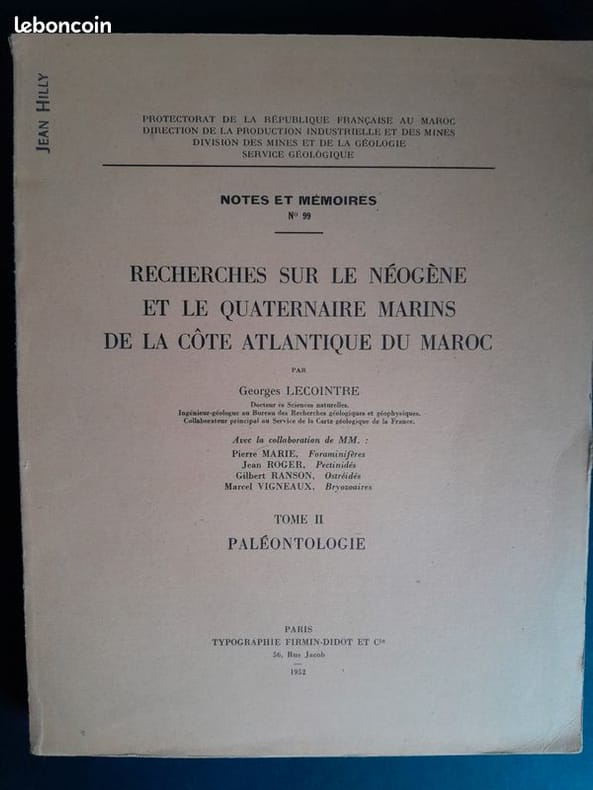 leboncoin
JEAN HILLY
PROTECTORAT DE LA RÉPUBLIQUE FRANÇAISE AU MAROC
DIRECTION DE LA PRODUCTION INDUSTRIELLE ET DES MINES
DIVISION DES MINES ET DE LA GÉOLOGIE
SERVICE GÉOLOGIQUE
NOTES ET MÉMOIRES
N° 99
RECHERCHES SUR LE NÉOGÈNE
ET LE QUATERNAIRE MARINS
DE LA CÔTE ATLANTIQUE DU MAROC
PAR
Georges LECOINTRE
Docteur ès Sciences naturelles.
Ingénieur-géologue au Bureau des Recherches géologiques et géophysiques.
Collaborateur principal au Service de la Carte géologique de la France.
Avec la collaboration de MM. :
Pierre MARIE, Foraminifères
Jean ROGER, Pectinidés
Gilbert RANSON, Ostréidés
Marcel VIGNEAUX, Bryozoaires
TOME II
PALÉONTOLOGIE
PARIS
TYPOGRAPHIE FIRMIN-DIDOT ET Cie
56, Rue Jacob
1952